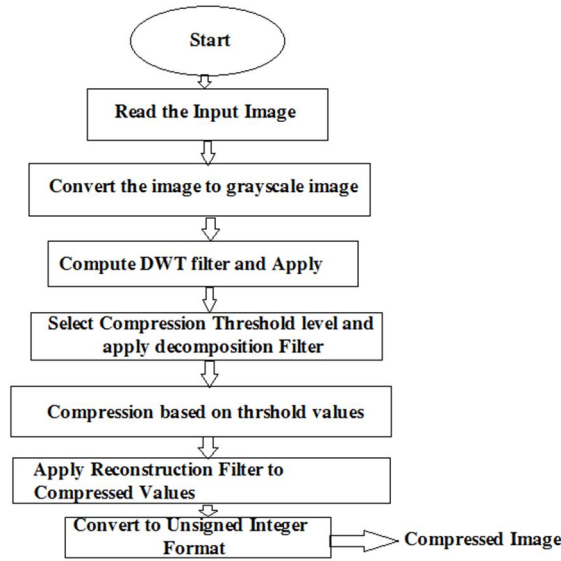 Start
Read the Input Image
Convert the image to grayscale image
Compute DWT filter and Apply
Select Compression Threshold level and
apply decomposition Filter
Compression based on thrshold values
Apply Reconstruction Filter to
Compressed Values
Convert to Unsigned Integer
Format
Compressed Image